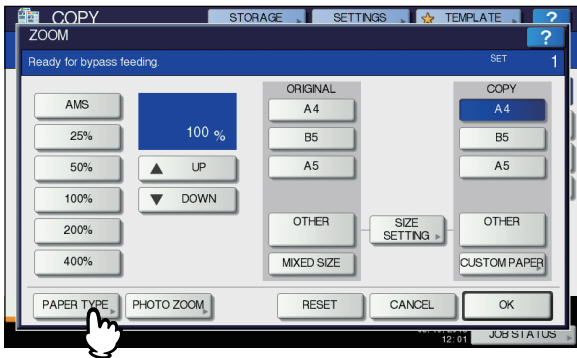 COPY STORAGE SETTINGS TEMPLATE ?
ZOOM ?
Ready for bypass feeding. SET 1
ORIGINAL COPY
AMS A4 A4
25% 100 % B5 B5
50% UP A5 A5
100% DOWN
200% OTHER SIZE SETTING OTHER
400% MIXED SIZE CUSTOM PAPER
PAPER TYPE PHOTO ZOOM RESET CANCEL OK
12:01 JOB STATUS